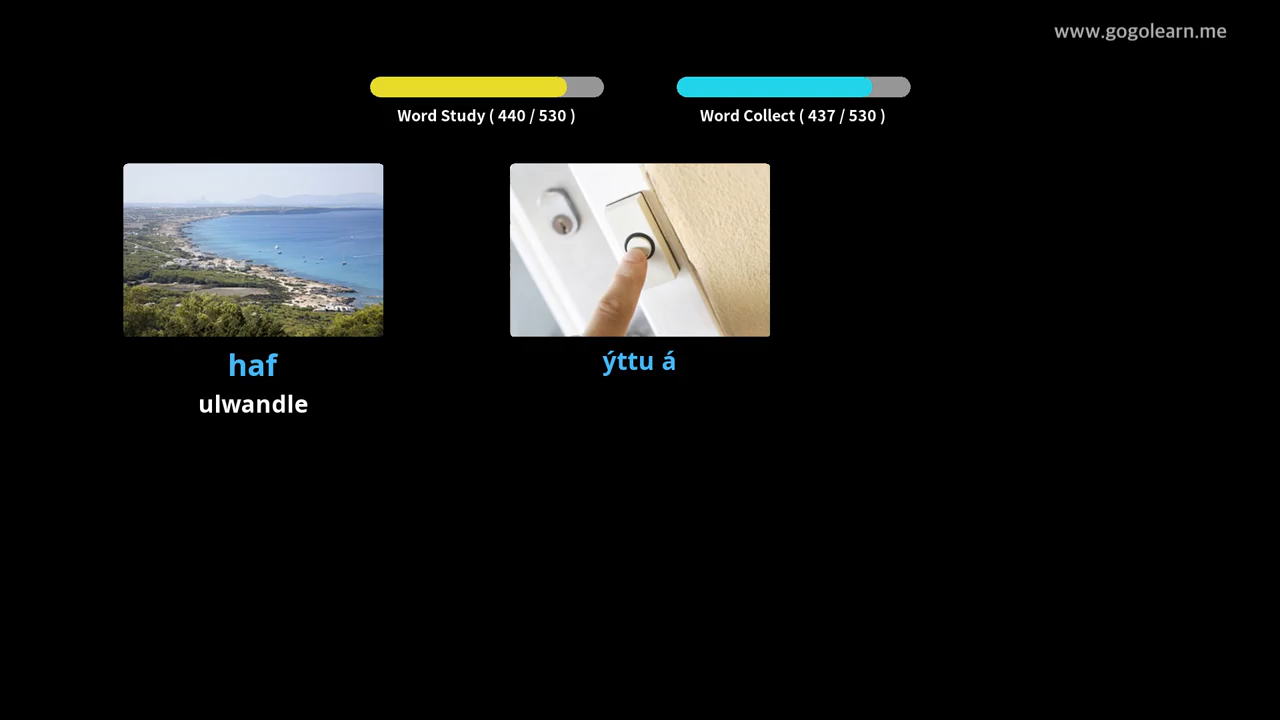 www.gogolearn.me
Word Study ( 440 / 530 )
Word Collect ( 437 / 530 )
haf
ýttu á
ulwandle